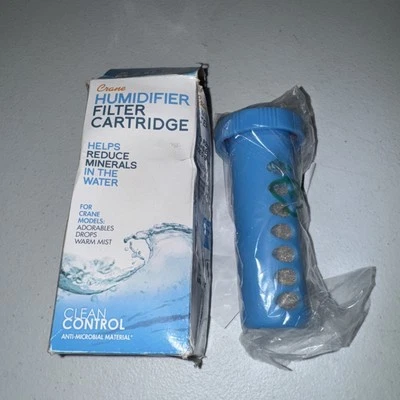 Crane
HUMIDIFIER
FILTER
CARTRIDGE
HELPS
REDUCE
MINERALS
IN THE
WATER
FOR
CRANE
MODELS:
ADORABLES
DROPS
WARM MIST
CLEAN
CONTROL
ANTI-MICROBIAL MATERIAL*